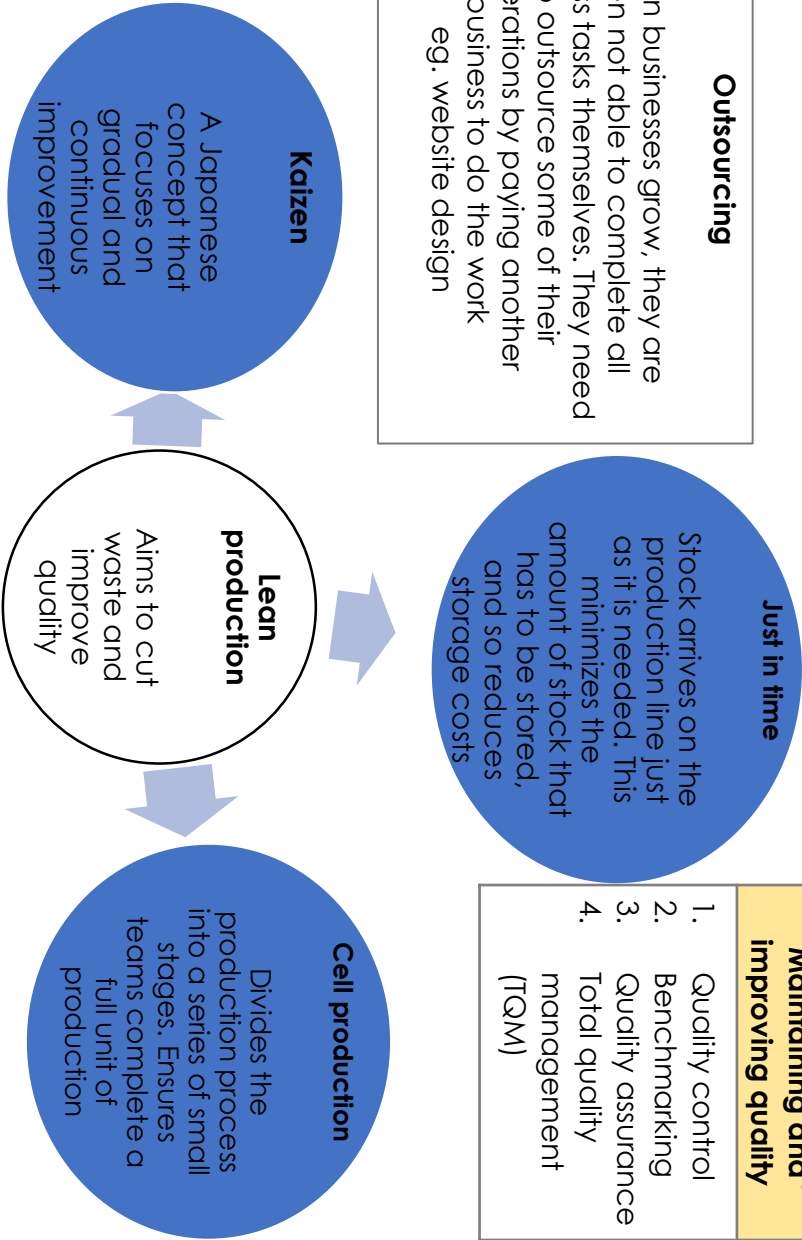 Outsourcing
n businesses grow, they are
en not able to complete all
ss tasks themselves. They need
o outsource some of their
erations by paying another
business to do the work
eg. website design
Just in time
Stock arrives on the
production line just
as it is needed. This
minimizes the
amount of stock that
has to be stored,
and so reduces
storage costs
Maintaining and
improving quality
1. Quality control
2. Benchmarking
3. Quality assurance
4. Total quality
management
(TQM)
Kaizen
A Japanese
concept that
focuses on
gradual and
continuous
improvement
Lean
production
Aims to cut
waste and
improve
quality
Cell production
Divides the
production process
into a series of small
stages. Ensures
teams complete a
full unit of
production